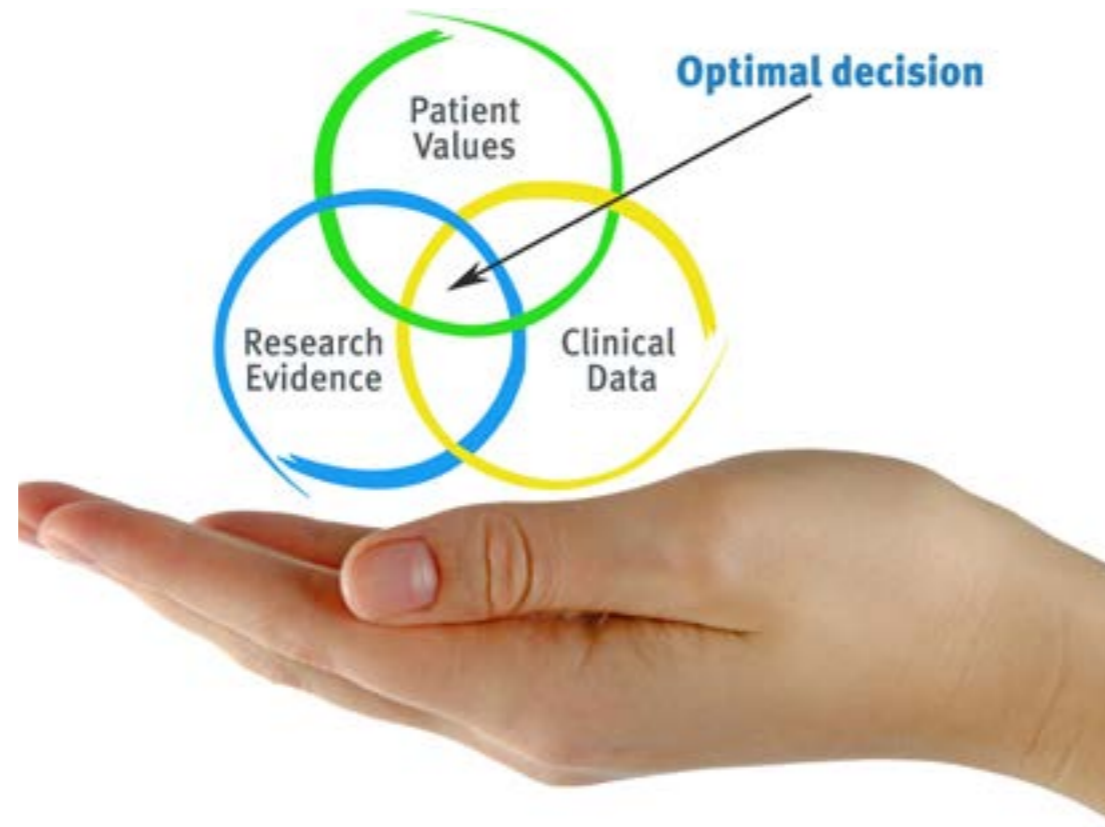 Optimal decision
Patient
Values
Research
Evidence
Clinical
Data